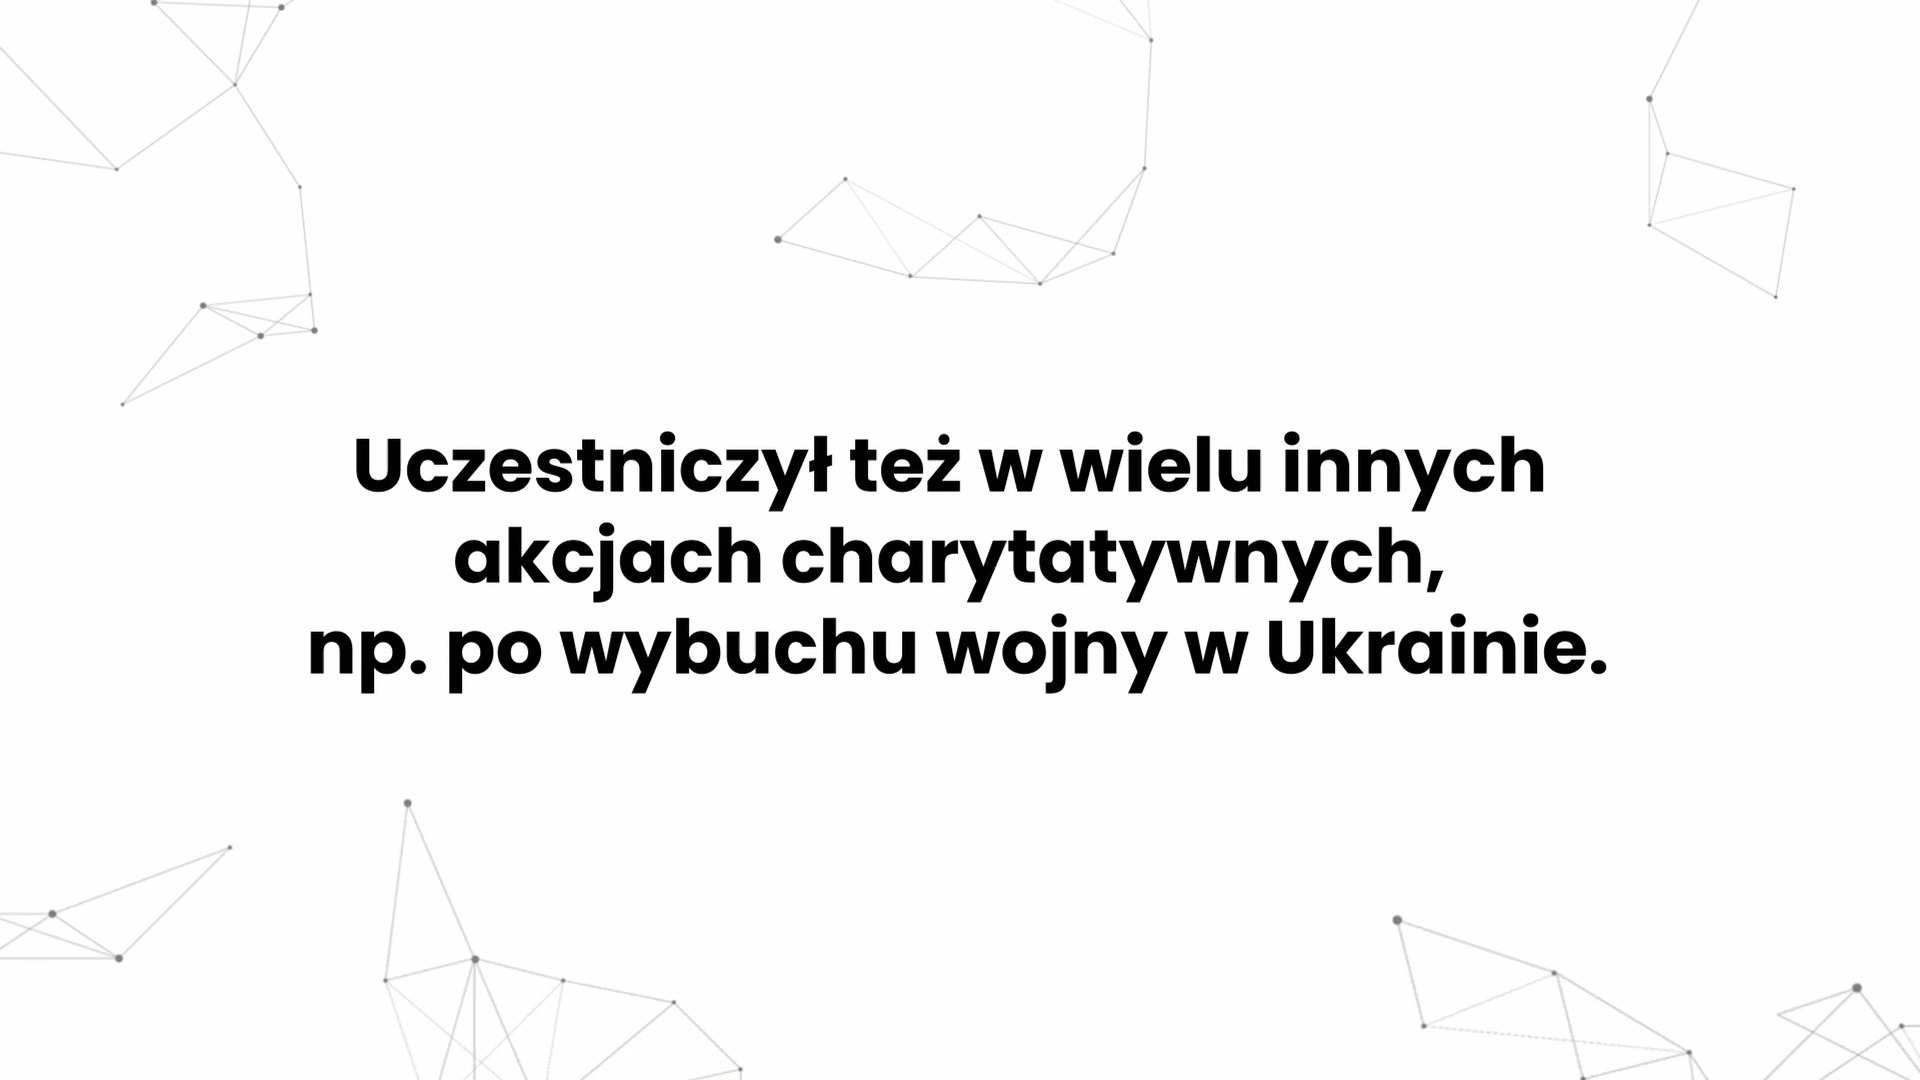 Uczestniczył też w wielu innych
akcjach charytatywnych,
np. po wybuchu wojny w Ukrainie.